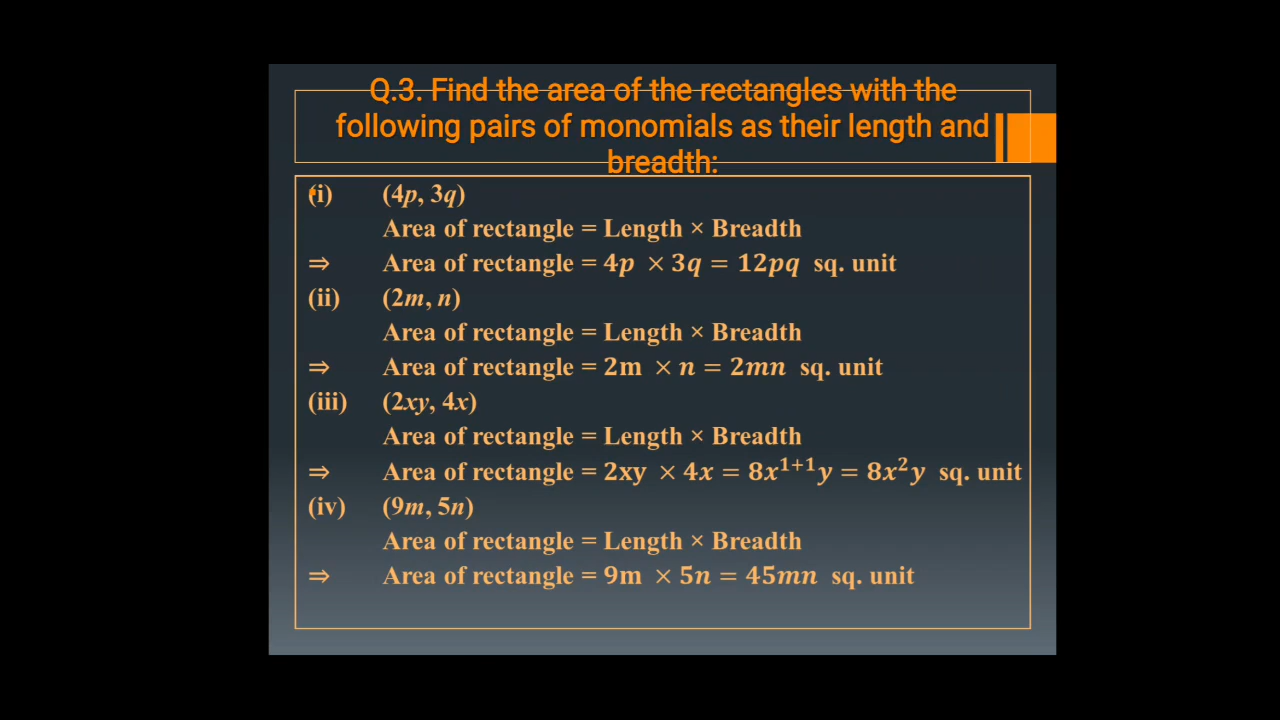 Q.3. Find the area of the rectangles with the
following pairs of monomials as their length and
breadth:
(i) (4p, 3q)
Area of rectangle = Length × Breadth
⇒ Area of rectangle = 4p × 3q = 12pq sq. unit
(ii) (2m, n)
Area of rectangle = Length × Breadth
⇒ Area of rectangle = 2m × n = 2mn sq. unit
(iii) (2xy, 4x)
Area of rectangle = Length × Breadth
⇒ Area of rectangle = 2xy × 4x = 8x¹⁺¹y = 8x²y sq. unit
(iv) (9m, 5n)
Area of rectangle = Length × Breadth
⇒ Area of rectangle = 9m × 5n = 45mn sq. unit